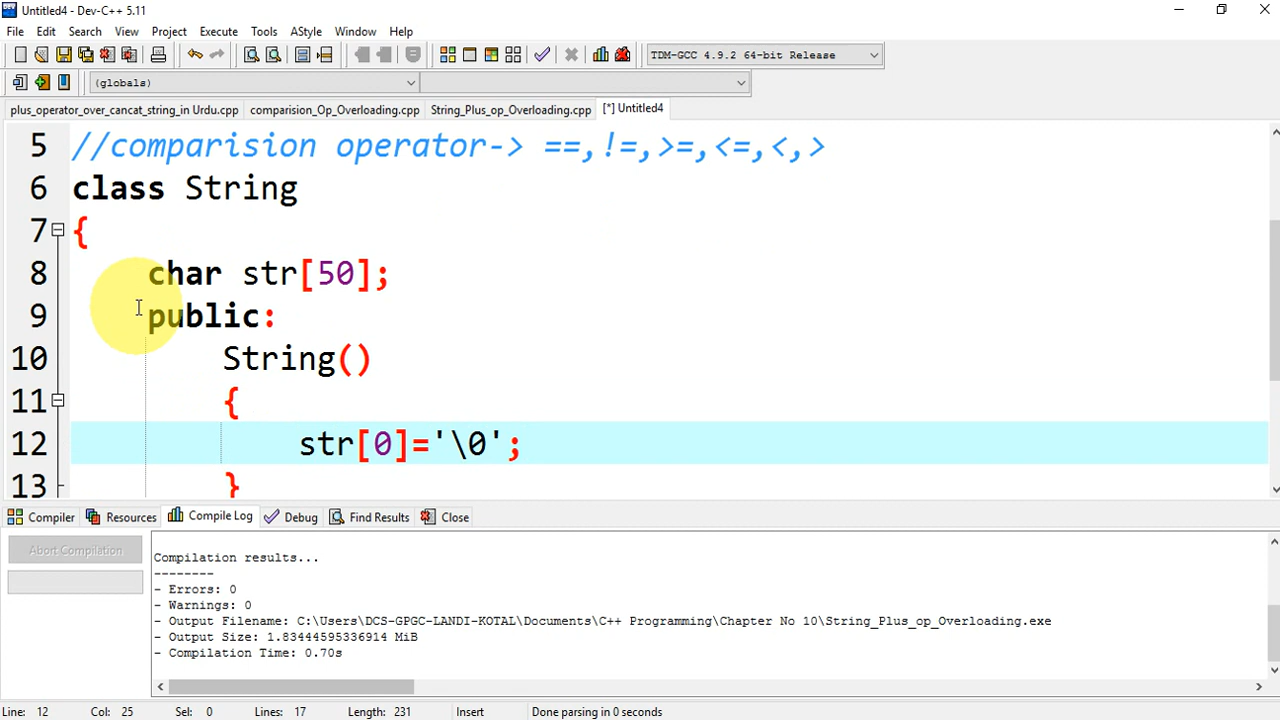 Untitled4 - Dev-C++ 5.11
File Edit Search View Project Execute Tools AStyle Window Help
TDM-GCC 4.9.2 64-bit Release
(globals)
plus_operator_over_cancat_string_in Urdu.cpp comparision_Op_Overloading.cpp String_Plus_op_Overloading.cpp [*] Untitled4
5 //comparision operator-> ==,!=,>=,<=,<,>
6 class String
7 {
8 char str[50];
9 public:
10 String()
11 {
12 str[0]='\0';
13 }
Compiler Resources Compile Log Debug Find Results Close
Abort Compilation
Compilation results...
--------
- Errors: 0
- Warnings: 0
- Output Filename: C:\Users\DCS-GPGC-LANDI-KOTAL\Documents\C++ Programming\Chapter No 10\String_Plus_op_Overloading.exe
- Output Size: 1.83444595336914 MiB
- Compilation Time: 0.70s
Line: 12 Col: 25 Sel: 0 Lines: 17 Length: 231 Insert Done parsing in 0 seconds